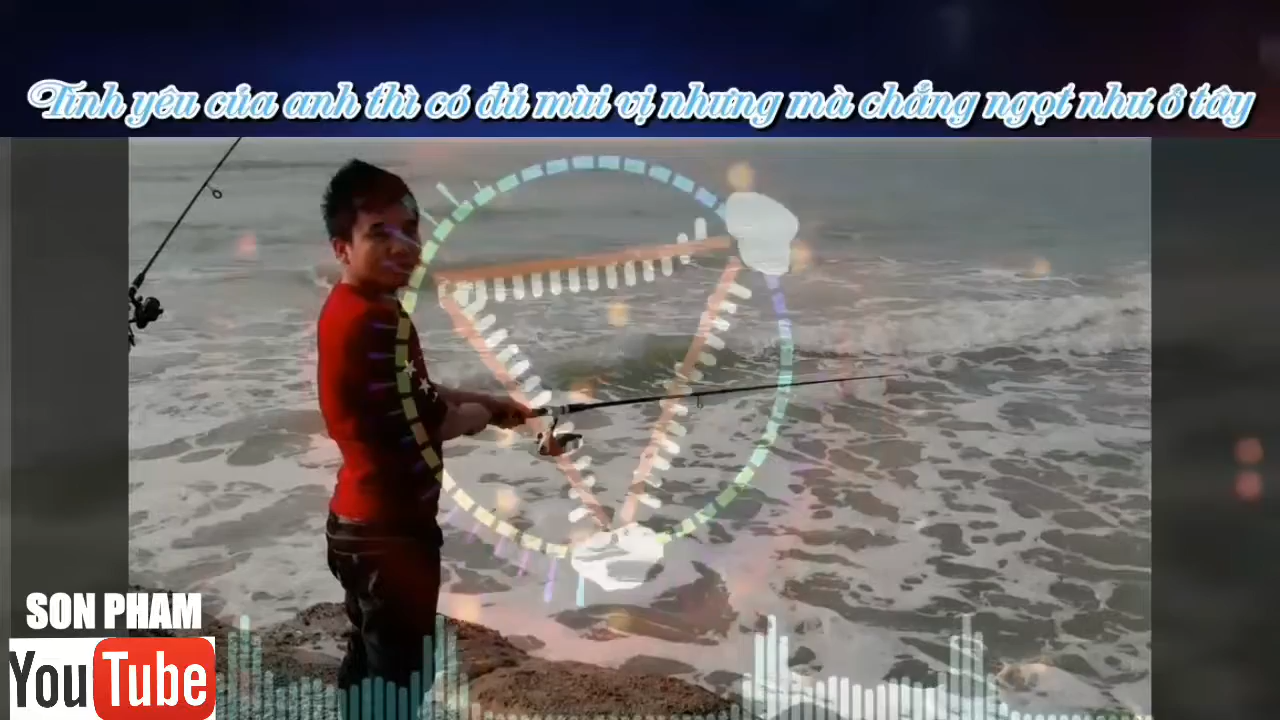 Tình yêu của anh thì có đủ mùi vị nhưng mà chẳng ngọt như ở tây
SON PHAM
YouTube